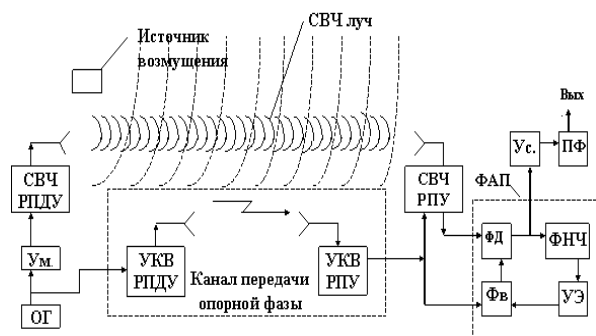 Источник
возмущения
СВЧ луч
Вых
Ус.
ПФ
ФАП
СВЧ
РПДУ
СВЧ
РПУ
УКВ
РПДУ
УКВ
РПУ
ФД
ФНЧ
Ум.
Канал передачи
опорной фазы
Фв
УЭ
ОГ